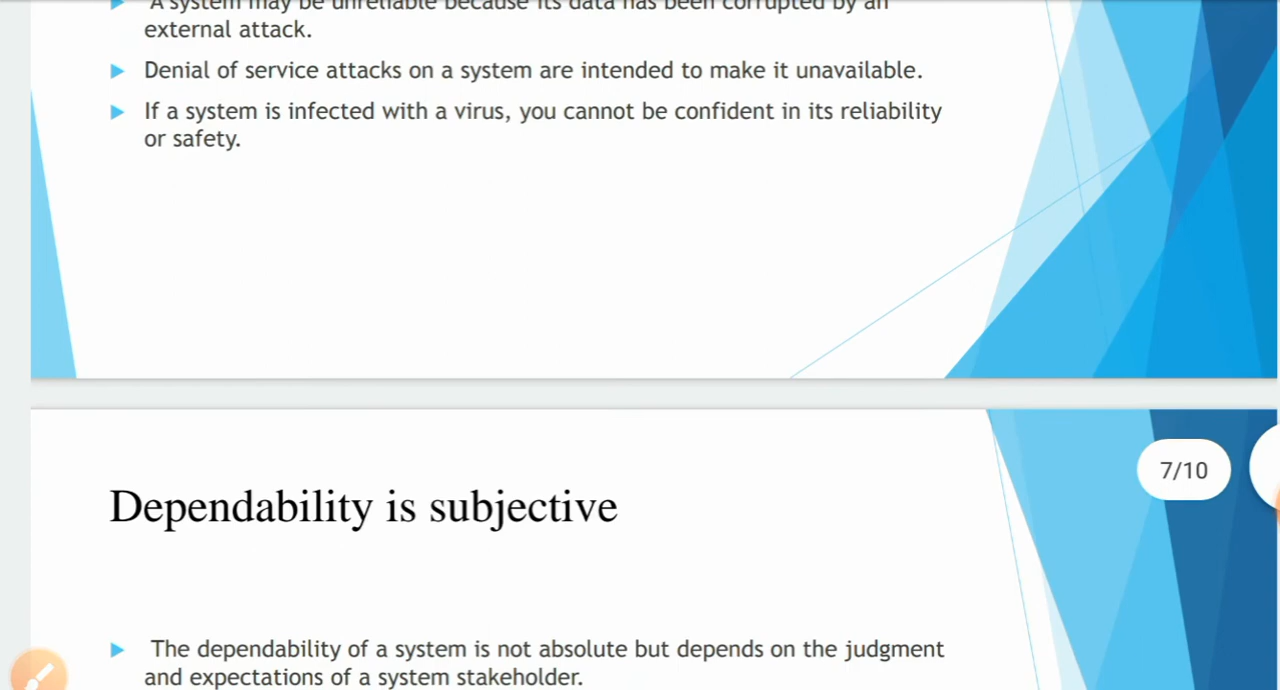 A system may be unreliable because its data has been corrupted by an
external attack.
Denial of service attacks on a system are intended to make it unavailable.
If a system is infected with a virus, you cannot be confident in its reliability
or safety.
7/10
Dependability is subjective
The dependability of a system is not absolute but depends on the judgment
and expectations of a system stakeholder.